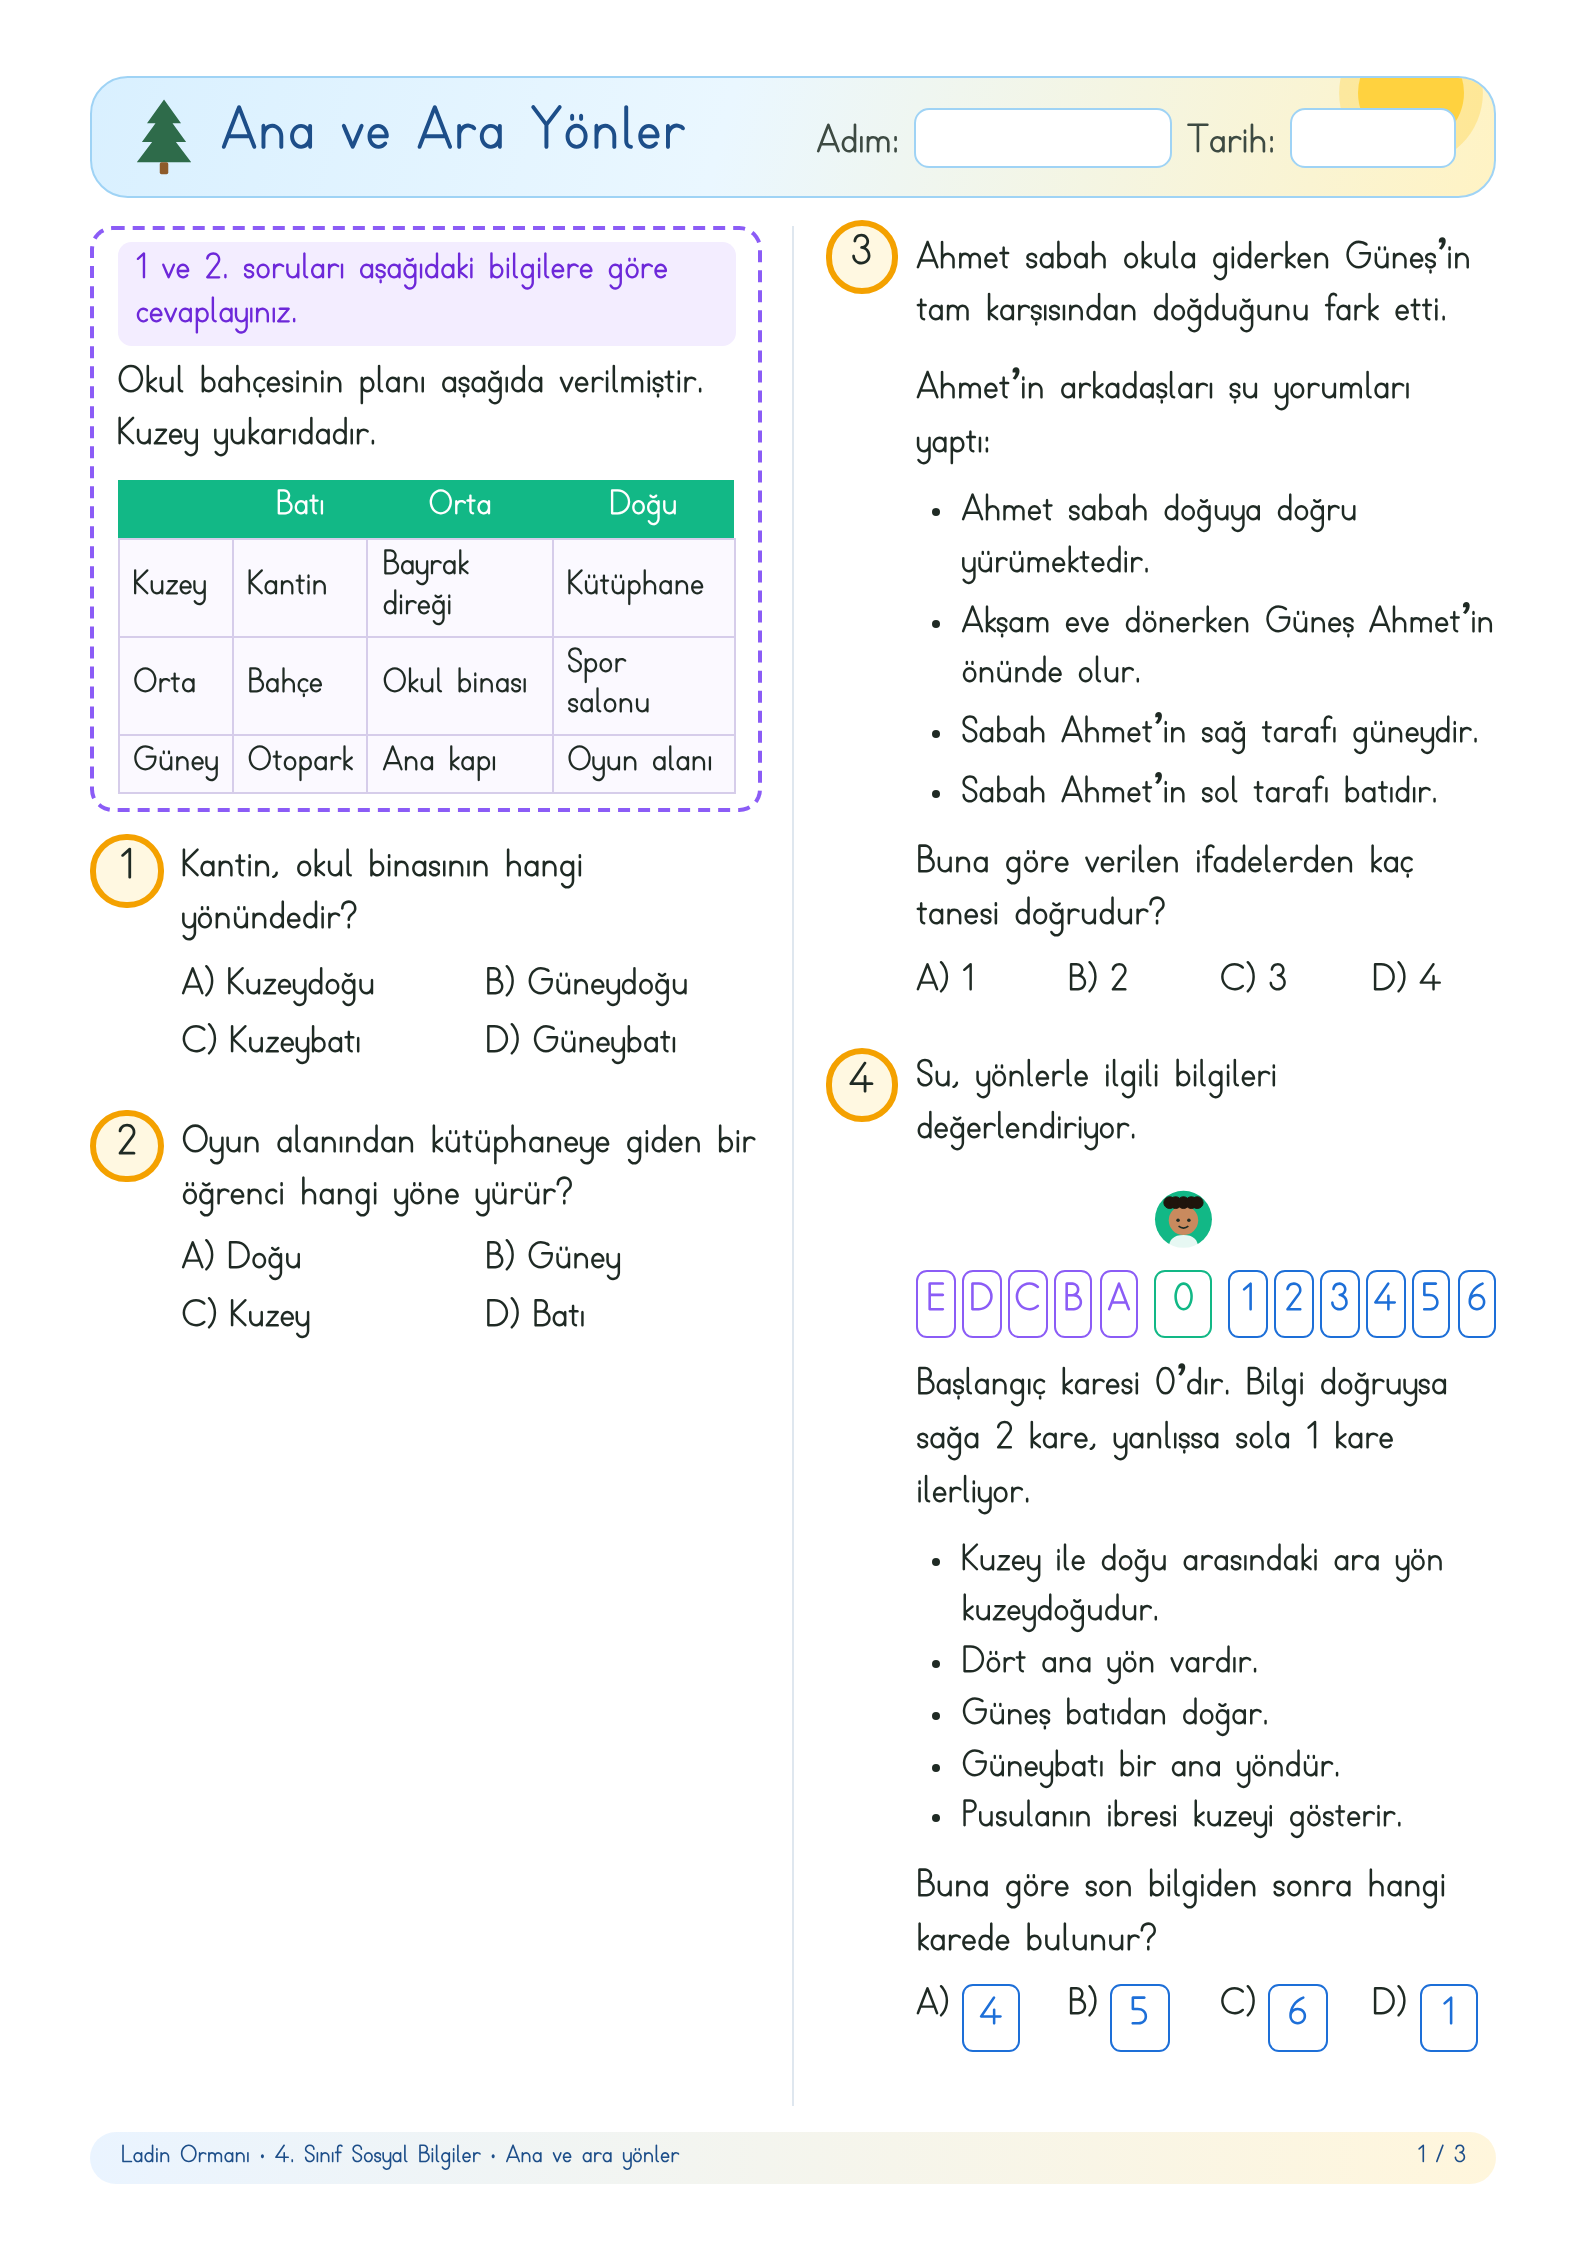 Ana ve Ara Yönler
Adım:
Tarih:
1 ve 2. soruları aşağıdaki bilgilere göre
cevaplayınız.
Okul bahçesinin planı aşağıda verilmiştir.
Kuzey yukarıdadır.
Batı Orta Doğu
Kuzey Kantin Bayrak direği Kütüphane
Orta Bahçe Okul binası Spor salonu
Güney Otopark Ana kapı Oyun alanı
1 Kantin, okul binasının hangi
yönündedir?
A) Kuzeydoğu B) Güneydoğu
C) Kuzeybatı D) Güneybatı
2 Oyun alanından kütüphaneye giden bir
öğrenci hangi yöne yürür?
A) Doğu B) Güney
C) Kuzey D) Batı
3 Ahmet sabah okula giderken Güneş’in
tam karşısından doğduğunu fark etti.
Ahmet’in arkadaşları şu yorumları
yaptı:
• Ahmet sabah doğuya doğru
yürümektedir.
• Akşam eve dönerken Güneş Ahmet’in
önünde olur.
• Sabah Ahmet’in sağ tarafı güneydir.
• Sabah Ahmet’in sol tarafı batıdır.
Buna göre verilen ifadelerden kaç
tanesi doğrudur?
A) 1 B) 2 C) 3 D) 4
4 Su, yönlerle ilgili bilgileri
değerlendiriyor.
E D C B A 0 1 2 3 4 5 6
Başlangıç karesi 0’dır. Bilgi doğruysa
sağa 2 kare, yanlışsa sola 1 kare
ilerliyor.
• Kuzey ile doğu arasındaki ara yön
kuzeydoğudur.
• Dört ana yön vardır.
• Güneş batıdan doğar.
• Güneybatı bir ana yöndür.
• Pusulanın ibresi kuzeyi gösterir.
Buna göre son bilgiden sonra hangi
karede bulunur?
A) 4 B) 5 C) 6 D) 1
Ladin Ormanı • 4. Sınıf Sosyal Bilgiler • Ana ve ara yönler
1 / 3